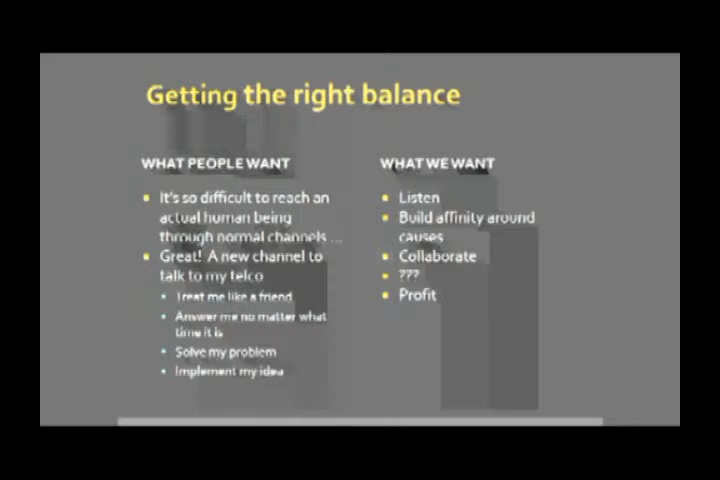 Getting the right balance
WHAT PEOPLE WANT
It's so difficult to reach an
actual human being
through normal channels ...
Great! A new channel to
talk to my telco
Treat me like a friend
Answer me no matter what
time it is
Solve my problem
Implement my idea
WHAT WE WANT
Listen
Build affinity around
causes
Collaborate
???
Profit